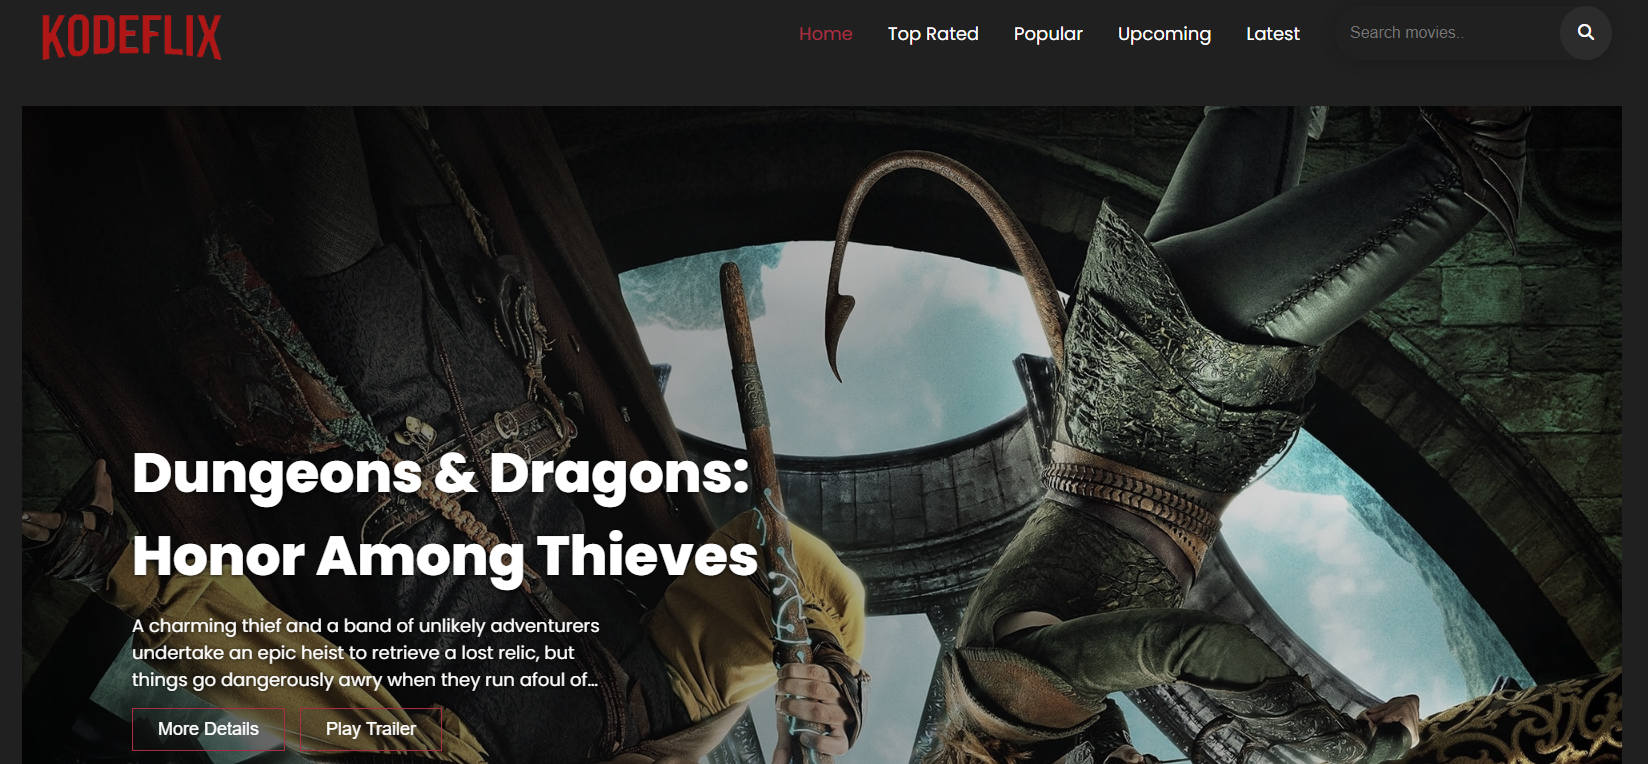 KODEFLIX
Home Top Rated Popular Upcoming Latest Search movies..
Dungeons & Dragons:
Honor Among Thieves
A charming thief and a band of unlikely adventurers
undertake an epic heist to retrieve a lost relic, but
things go dangerously awry when they run afoul of...
More Details Play Trailer